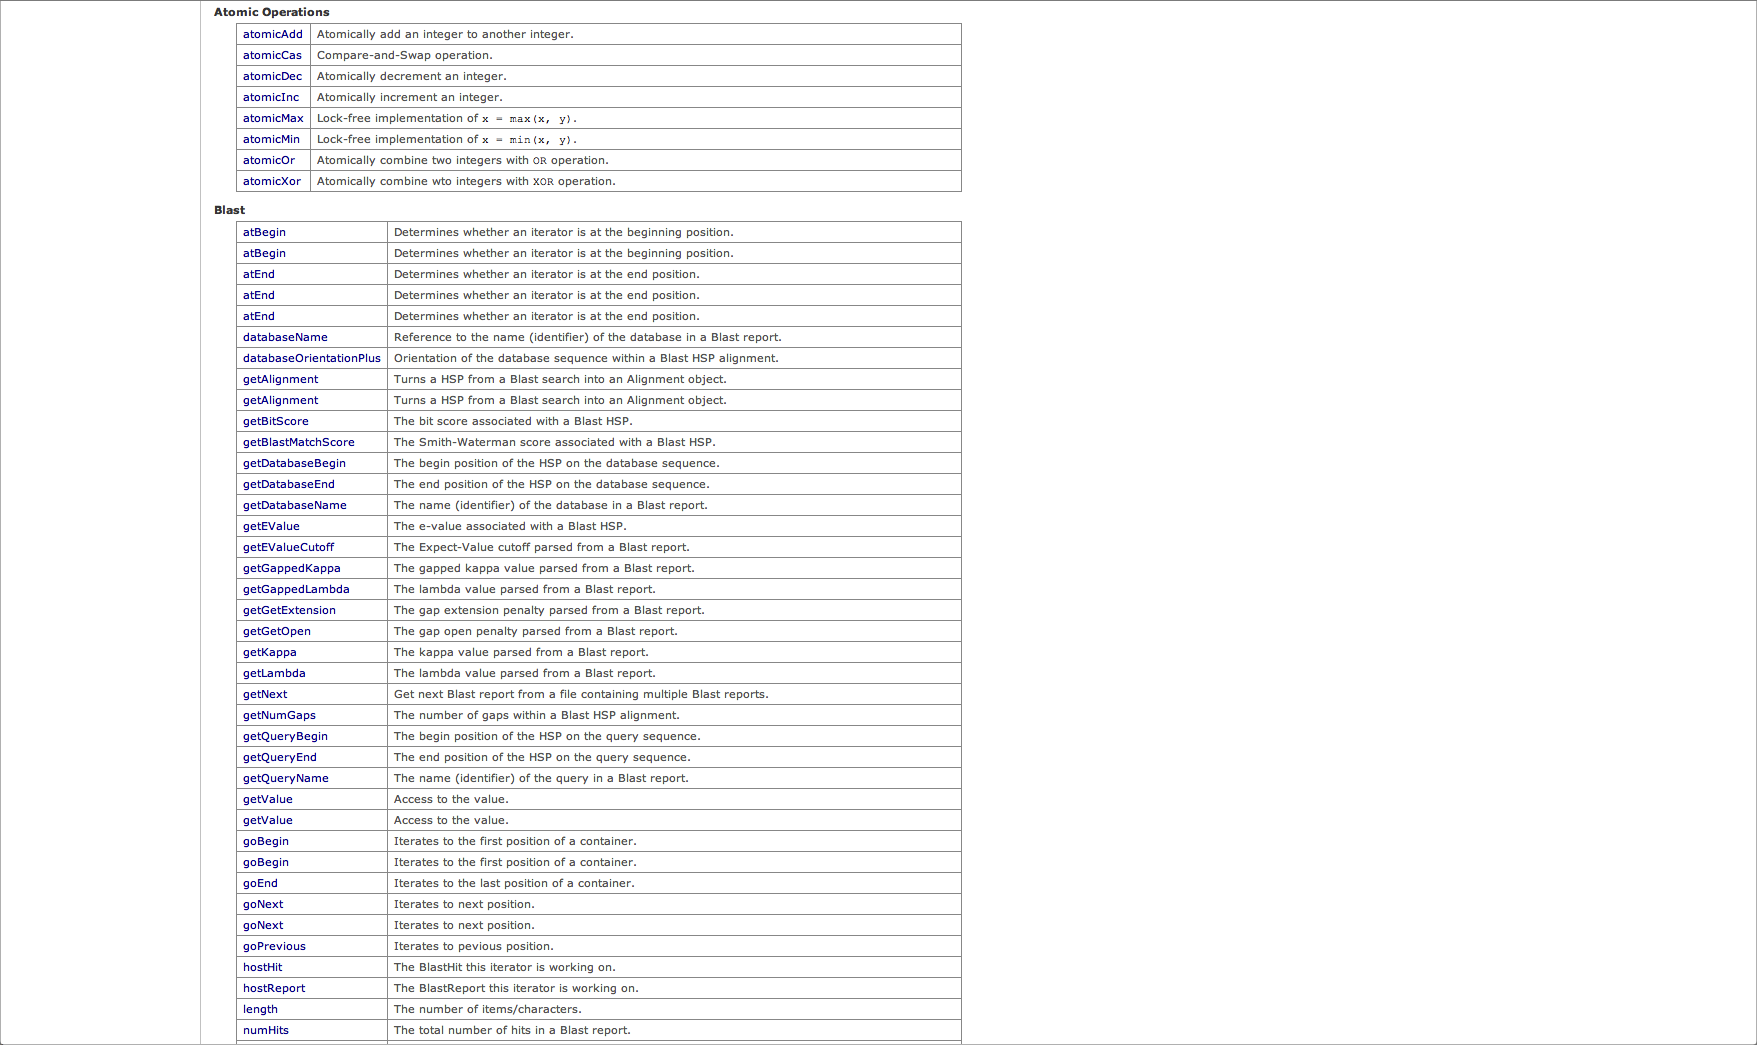 Atomic Operations
atomicAdd Atomically add an integer to another integer.
atomicCas Compare-and-Swap operation.
atomicDec Atomically decrement an integer.
atomicInc Atomically increment an integer.
atomicMax Lock-free implementation of x = max(x, y).
atomicMin Lock-free implementation of x = min(x, y).
atomicOr Atomically combine two integers with OR operation.
atomicXor Atomically combine wto integers with XOR operation.
Blast
atBegin Determines whether an iterator is at the beginning position.
atBegin Determines whether an iterator is at the beginning position.
atEnd Determines whether an iterator is at the end position.
atEnd Determines whether an iterator is at the end position.
atEnd Determines whether an iterator is at the end position.
databaseName Reference to the name (identifier) of the database in a Blast report.
databaseOrientationPlus Orientation of the database sequence within a Blast HSP alignment.
getAlignment Turns a HSP from a Blast search into an Alignment object.
getAlignment Turns a HSP from a Blast search into an Alignment object.
getBitScore The bit score associated with a Blast HSP.
getBlastMatchScore The Smith-Waterman score associated with a Blast HSP.
getDatabaseBegin The begin position of the HSP on the database sequence.
getDatabaseEnd The end position of the HSP on the database sequence.
getDatabaseName The name (identifier) of the database in a Blast report.
getEValue The e-value associated with a Blast HSP.
getEValueCutoff The Expect-Value cutoff parsed from a Blast report.
getGappedKappa The gapped kappa value parsed from a Blast report.
getGappedLambda The lambda value parsed from a Blast report.
getGetExtension The gap extension penalty parsed from a Blast report.
getGetOpen The gap open penalty parsed from a Blast report.
getKappa The kappa value parsed from a Blast report.
getLambda The lambda value parsed from a Blast report.
getNext Get next Blast report from a file containing multiple Blast reports.
getNumGaps The number of gaps within a Blast HSP alignment.
getQueryBegin The begin position of the HSP on the query sequence.
getQueryEnd The end position of the HSP on the query sequence.
getQueryName The name (identifier) of the query in a Blast report.
getValue Access to the value.
getValue Access to the value.
goBegin Iterates to the first position of a container.
goBegin Iterates to the first position of a container.
goEnd Iterates to the last position of a container.
goNext Iterates to next position.
goNext Iterates to next position.
goPrevious Iterates to pevious position.
hostHit The BlastHit this iterator is working on.
hostReport The BlastReport this iterator is working on.
length The number of items/characters.
numHits The total number of hits in a Blast report.